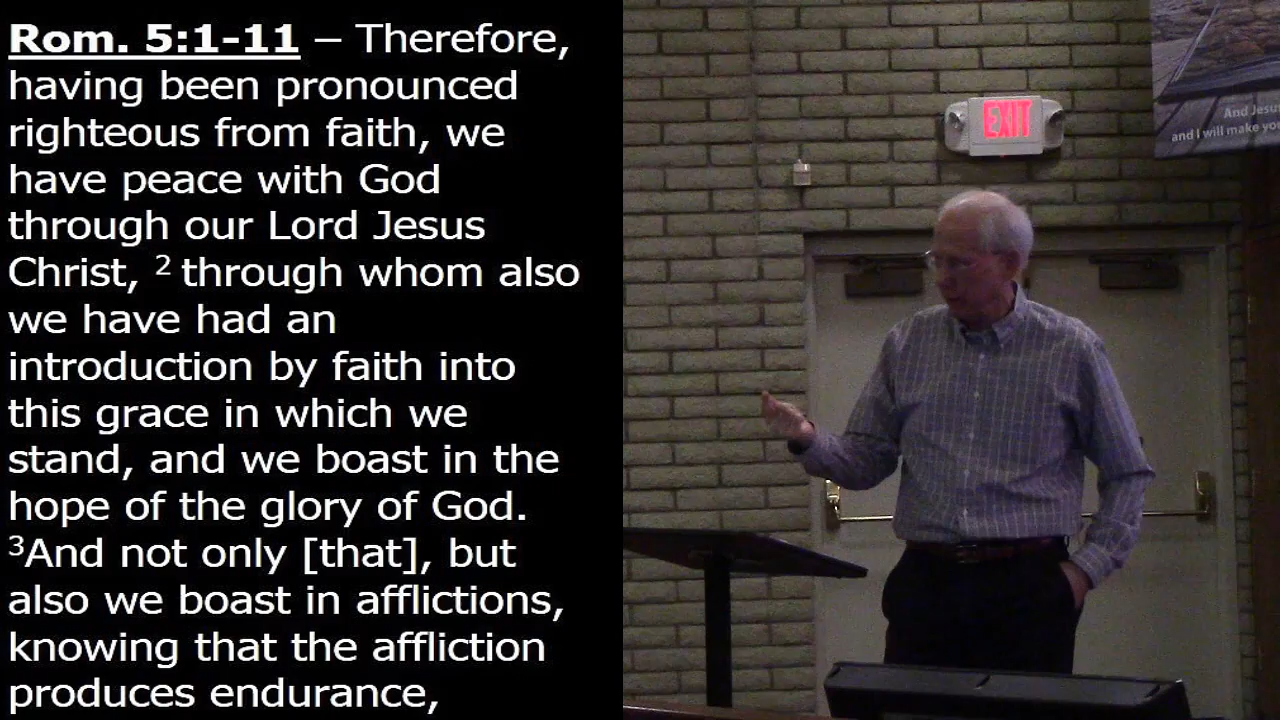 Rom. 5:1-11 – Therefore,
having been pronounced
righteous from faith, we
have peace with God
through our Lord Jesus
Christ, ² through whom also
we have had an
introduction by faith into
this grace in which we
stand, and we boast in the
hope of the glory of God.
³And not only [that], but
also we boast in afflictions,
knowing that the affliction
produces endurance,
EXIT
And Jesus
and I will make you